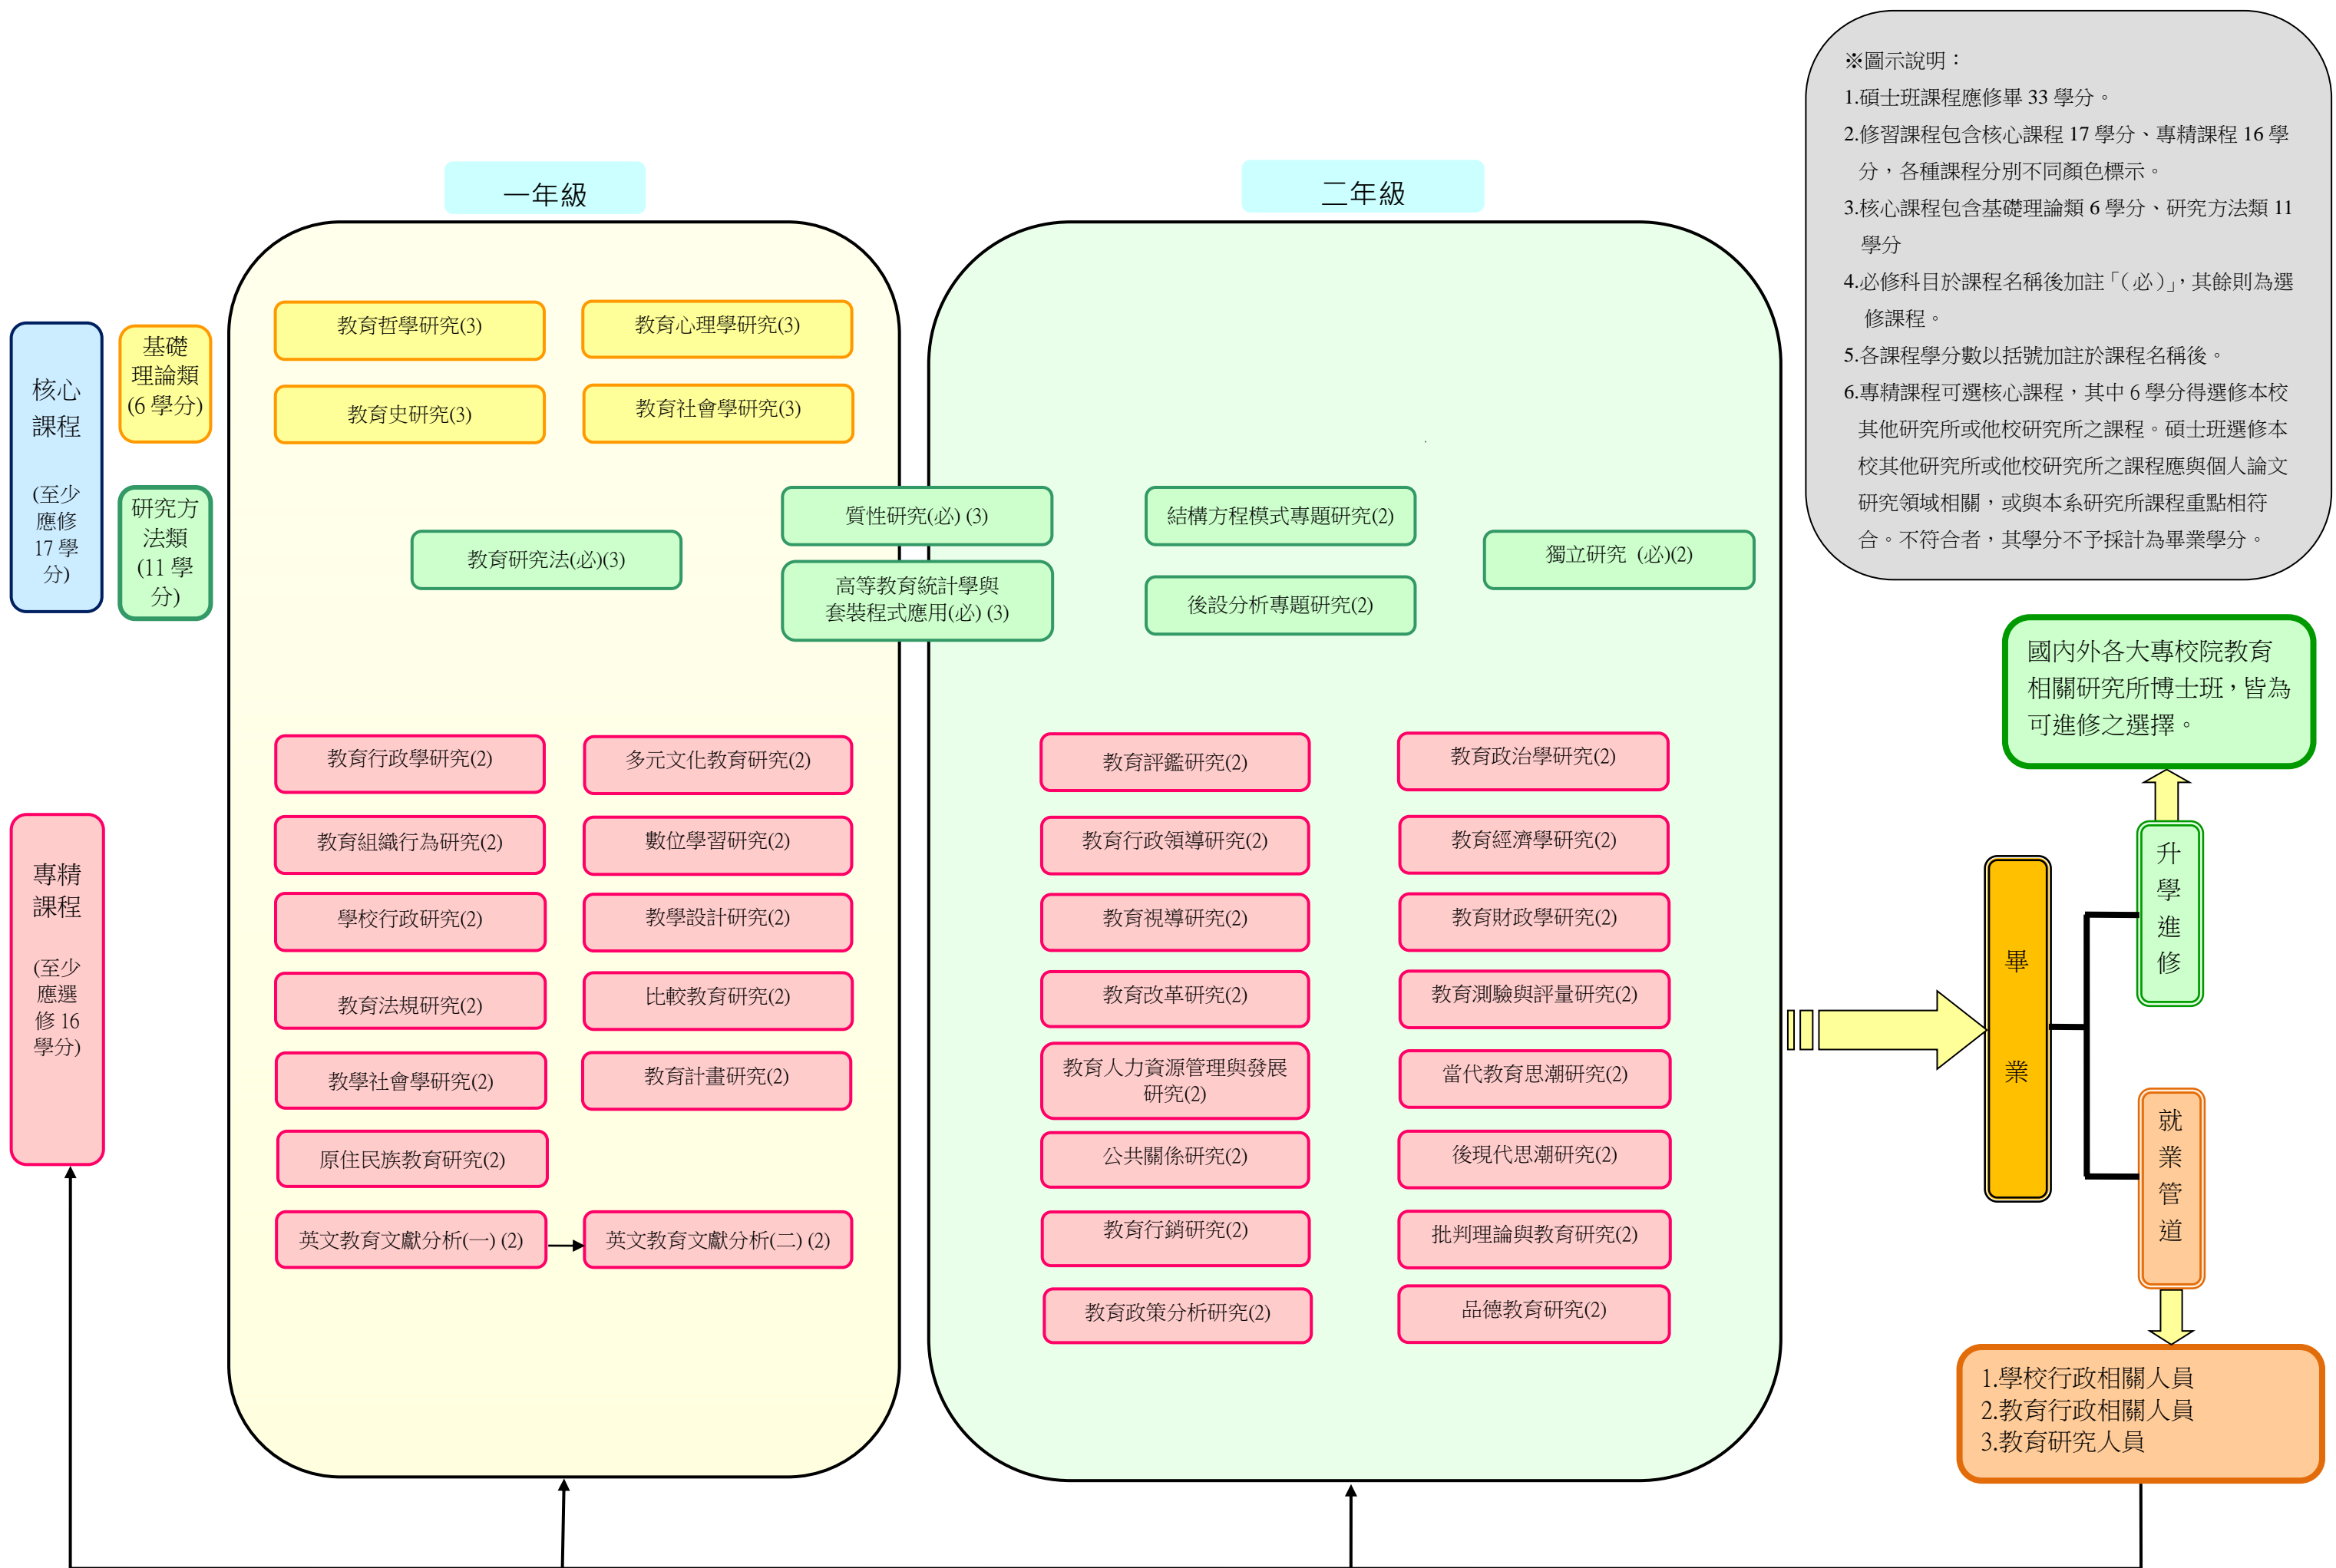 ※圖示說明：
1.碩士班課程應修畢 33 學分。
2.修習課程包含核心課程 17 學分、專精課程 16 學
分，各種課程分別不同顏色標示。
3.核心課程包含基礎理論類 6 學分、研究方法類 11
學分
4.必修科目於課程名稱後加註「（必）」，其餘則為選
修課程。
5.各課程學分數以括號加註於課程名稱後。
6.專精課程可選核心課程，其中 6 學分得選修本校
其他研究所或他校研究所之課程。碩士班選修本
校其他研究所或他校研究所之課程應與個人論文
研究領域相關，或與本系研究所課程重點相符
合。不符合者，其學分不予採計為畢業學分。
一年級
二年級
核心
課程
(至少
應修
17 學
分)
基礎
理論類
(6 學分)
教育哲學研究(3)
教育心理學研究(3)
教育史研究(3)
教育社會學研究(3)
研究方
法類
(11 學
分)
教育研究法(必)(3)
質性研究(必) (3)
高等教育統計學與
套裝程式應用(必) (3)
結構方程模式專題研究(2)
後設分析專題研究(2)
獨立研究 (必)(2)
專精
課程
(至少
應選
修 16
學分)
教育行政學研究(2)
多元文化教育研究(2)
教育組織行為研究(2)
數位學習研究(2)
學校行政研究(2)
教學設計研究(2)
教育法規研究(2)
比較教育研究(2)
教學社會學研究(2)
教育計畫研究(2)
原住民族教育研究(2)
英文教育文獻分析(一) (2)
英文教育文獻分析(二) (2)
教育評鑑研究(2)
教育政治學研究(2)
教育行政領導研究(2)
教育經濟學研究(2)
教育視導研究(2)
教育財政學研究(2)
教育改革研究(2)
教育測驗與評量研究(2)
教育人力資源管理與發展
研究(2)
當代教育思潮研究(2)
公共關係研究(2)
後現代思潮研究(2)
教育行銷研究(2)
批判理論與教育研究(2)
教育政策分析研究(2)
品德教育研究(2)
畢
業
國內外各大專校院教育
相關研究所博士班，皆為
可進修之選擇。
升
學
進
修
就
業
管
道
1.學校行政相關人員
2.教育行政相關人員
3.教育研究人員